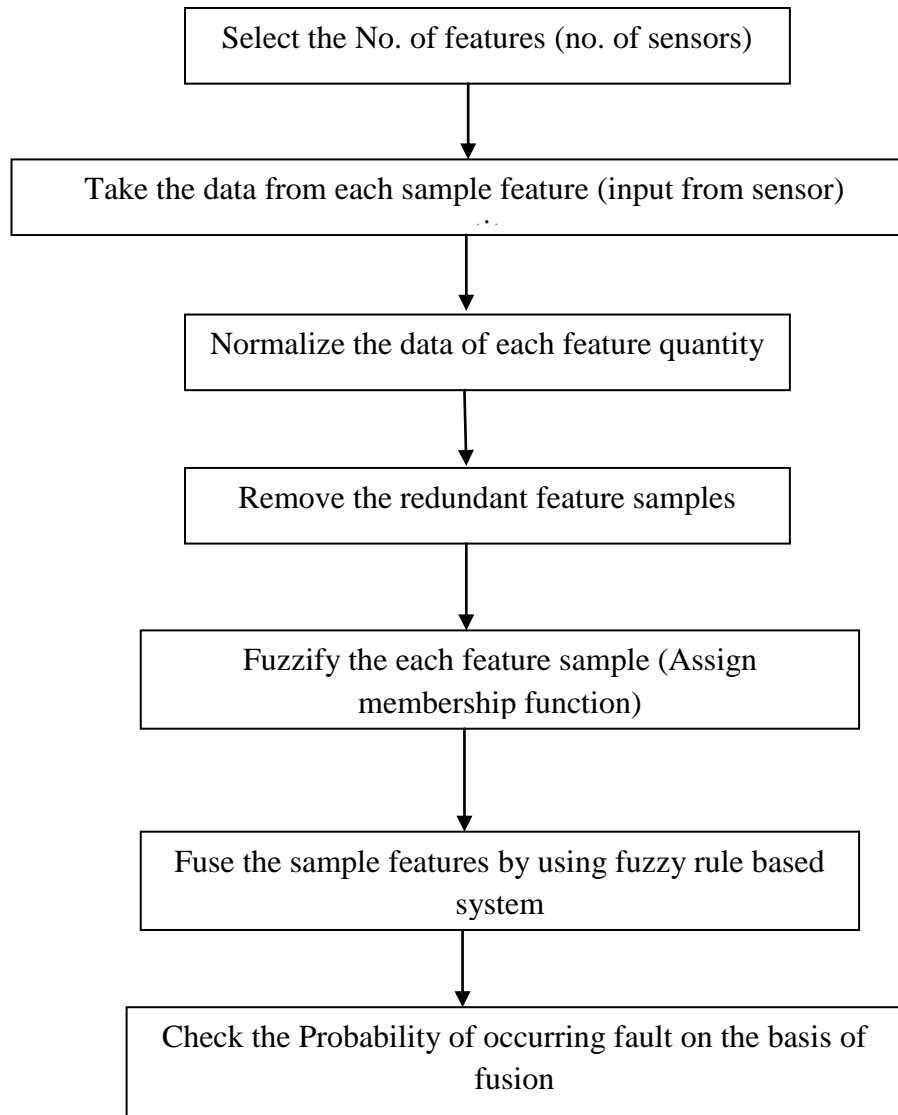 Select the No. of features (no. of sensors)
Take the data from each sample feature (input from sensor)
Normalize the data of each feature quantity
Remove the redundant feature samples
Fuzzify the each feature sample (Assign
membership function)
Fuse the sample features by using fuzzy rule based
system
Check the Probability of occurring fault on the basis of
fusion